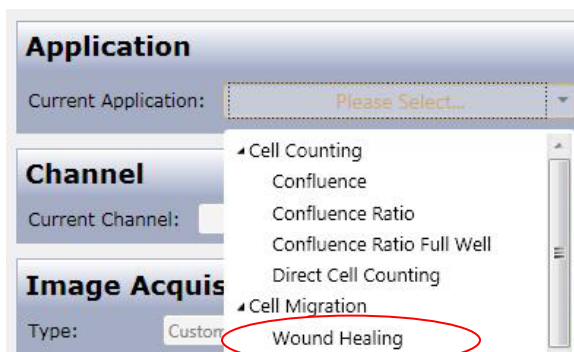 Application
Current Application: Please Select...
Cell Counting
Channel
Confluence
Current Channel:
Confluence Ratio
Confluence Ratio Full Well
Image Acquis
Direct Cell Counting
Cell Migration
Type: Custom
Wound Healing